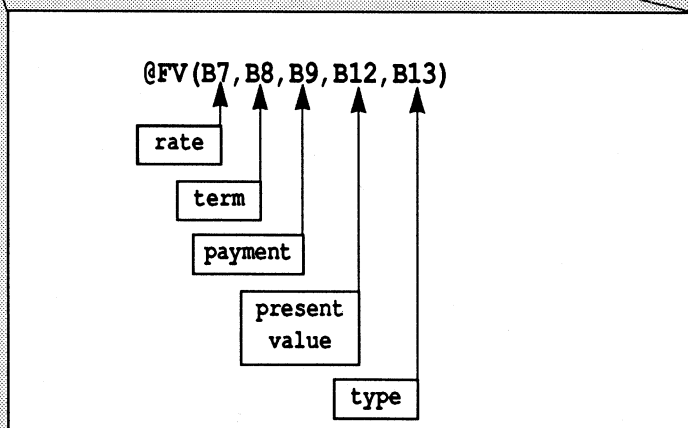 @FV(B7,B8,B9,B12,B13)
rate
term
payment
present
value
type